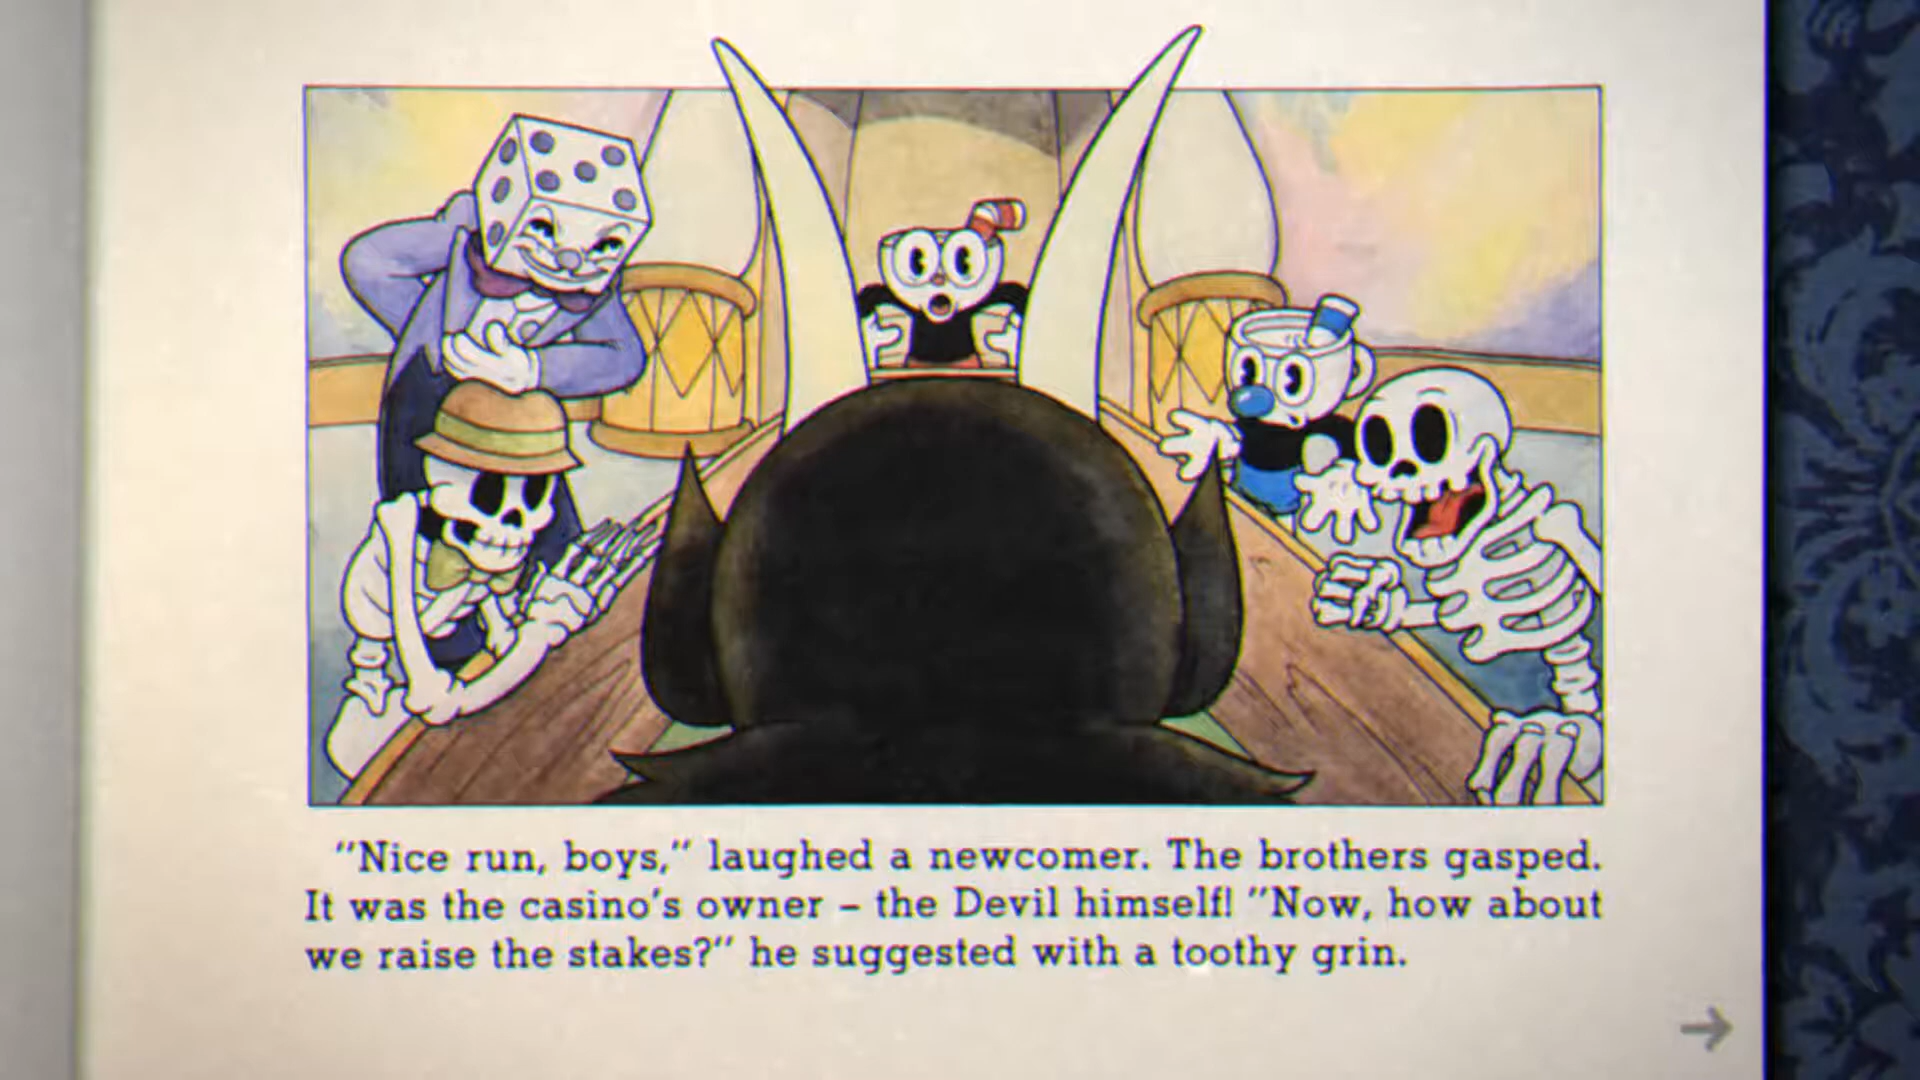 "Nice run, boys," laughed a newcomer. The brothers gasped.
It was the casino's owner – the Devil himself! "Now, how about
we raise the stakes?" he suggested with a toothy grin.